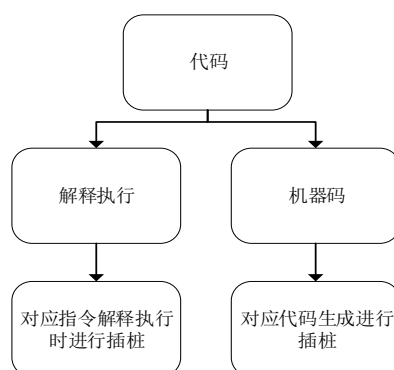 代码
解释执行
机器码
对应指令解释执行
时进行插桩
对应代码生成进行
插桩